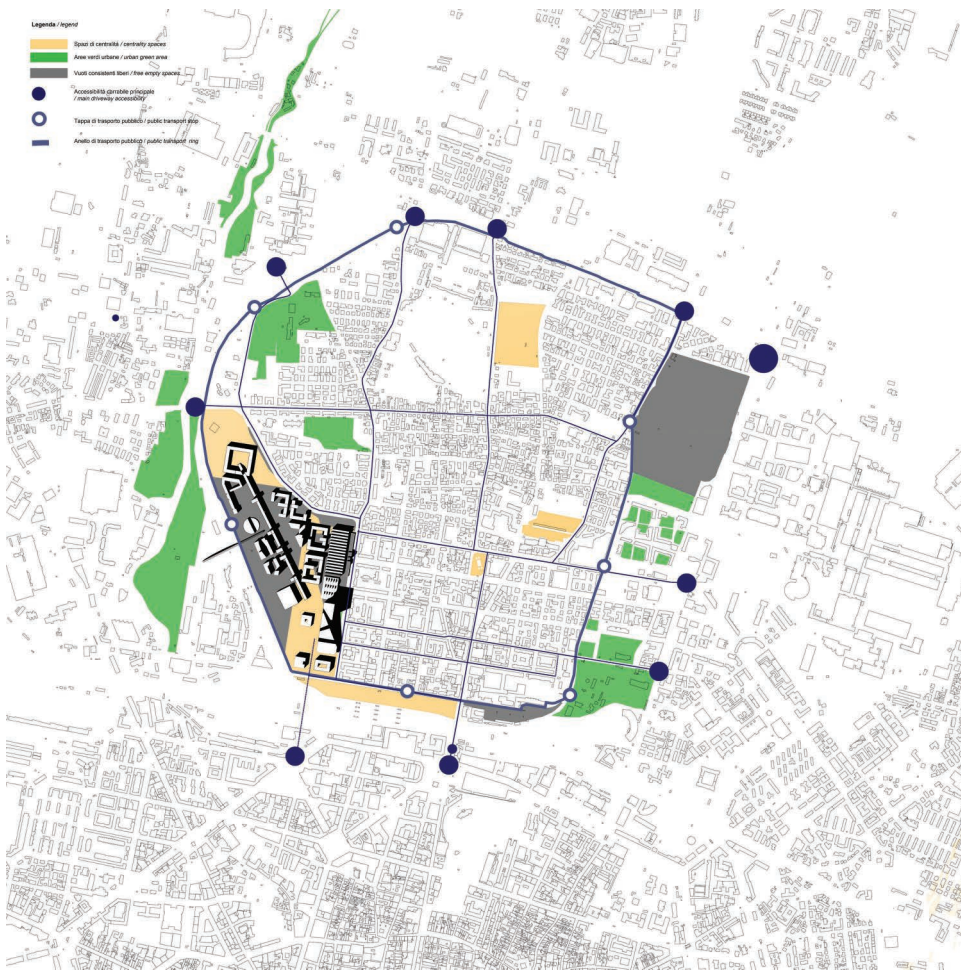 Legenda / legend
Spazi di centralità / centrality spaces
Aree verdi urbane / urban green area
Vuoti consistenti liberi / free empty spaces
Accessibilità carrabile principale
/ main driveway accessibility
Tappa di trasporto pubblico / public transport stop
Anello di trasporto pubblico / public transport ring